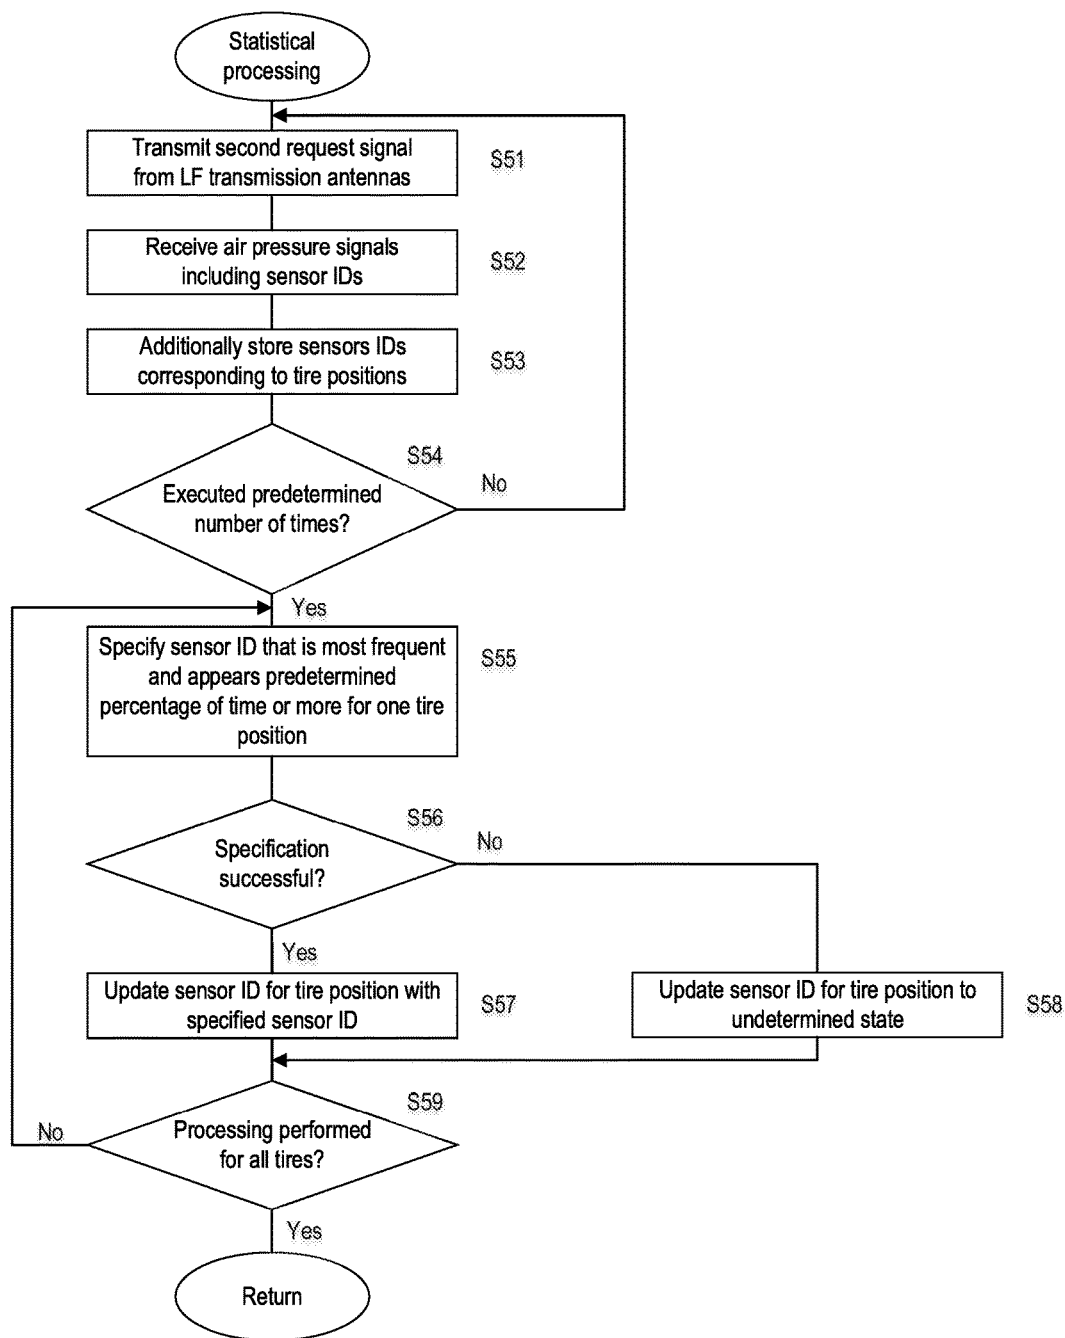 Statistical
processing
Transmit second request signal
from LF transmission antennas
S51
Receive air pressure signals
including sensor IDs
S52
Additionally store sensors IDs
corresponding to tire positions
S53
S54
Executed predetermined
number of times?
No
Yes
Specify sensor ID that is most frequent
and appears predetermined
percentage of time or more for one tire
position
S55
S56
Specification
successful?
No
Yes
Update sensor ID for tire position with
specified sensor ID
S57
Update sensor ID for tire position to
undetermined state
S58
S59
Processing performed
for all tires?
No
Yes
Return